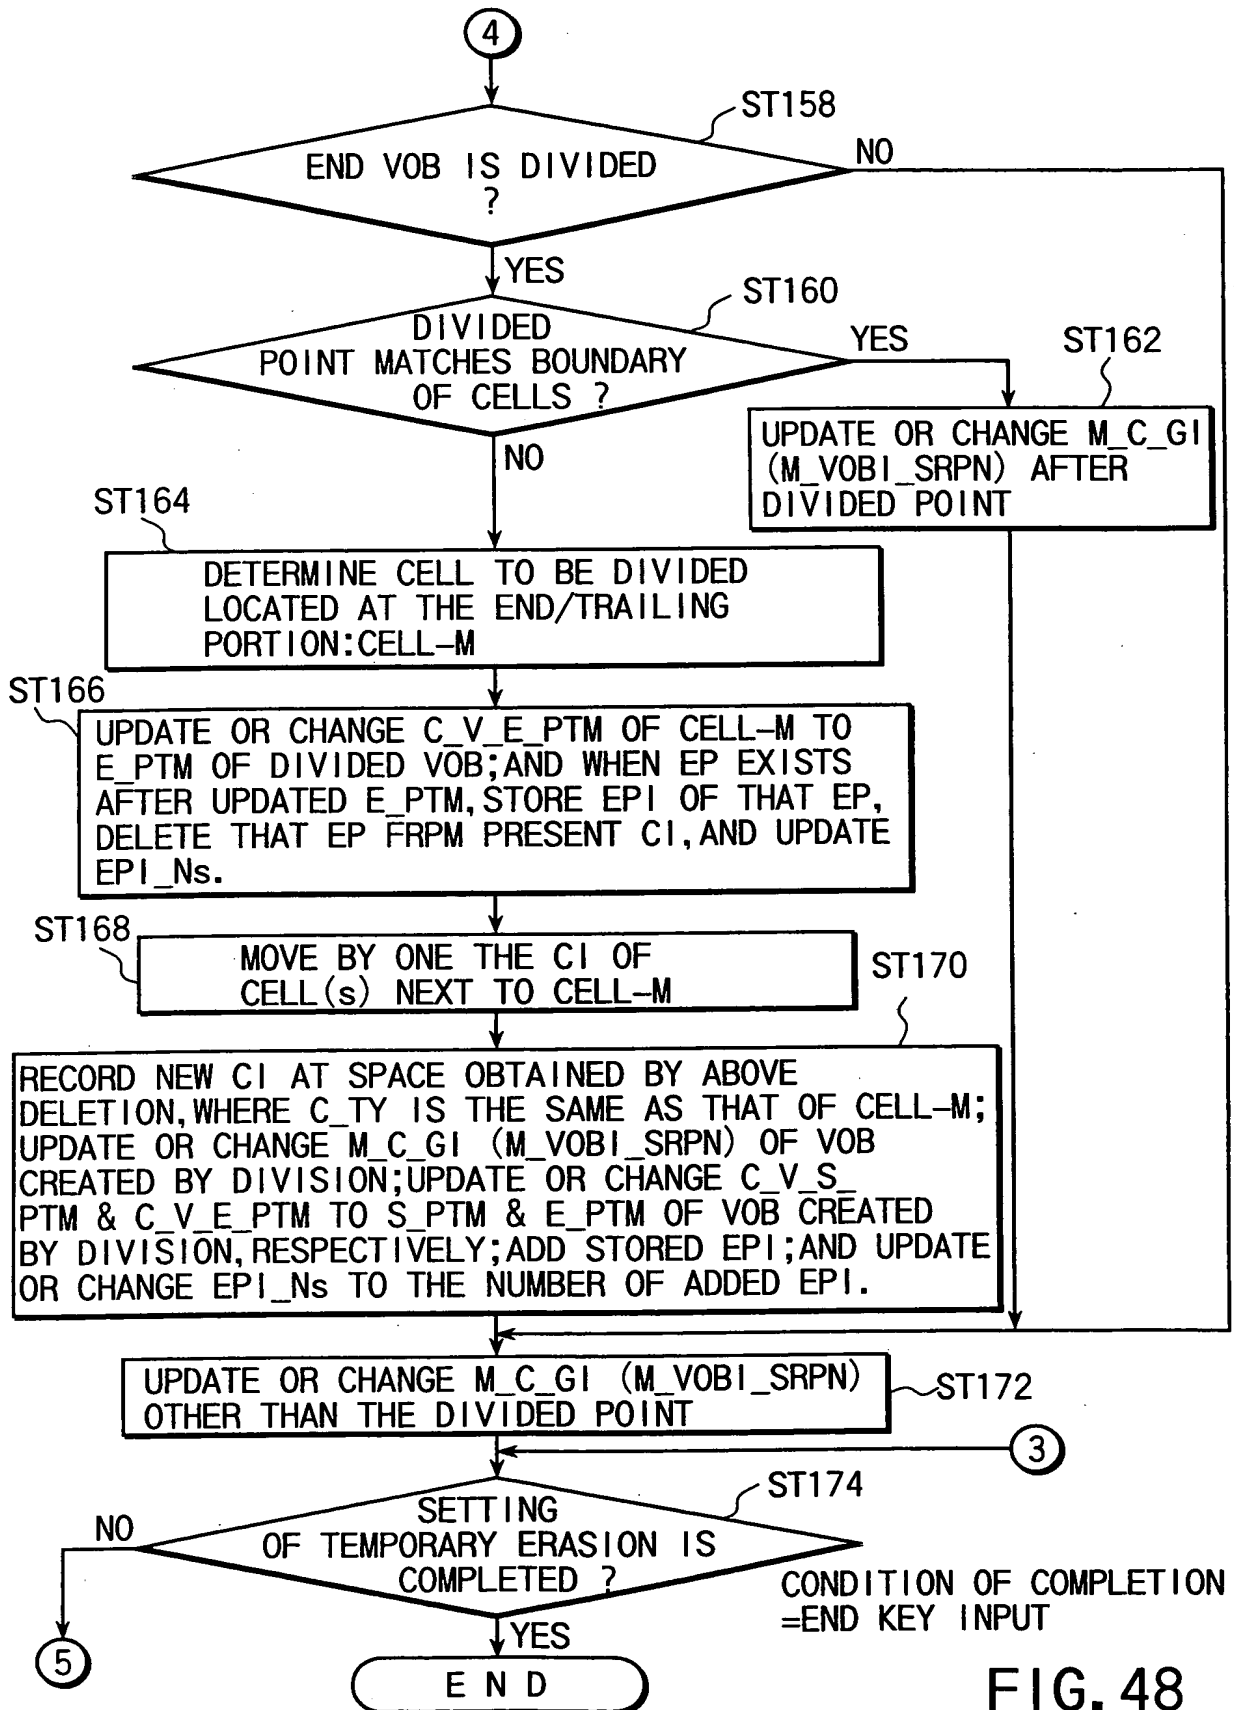 4
ST158
END VOB IS DIVIDED
?
NO
YES
ST160
DIVIDED
POINT MATCHES BOUNDARY
OF CELLS ?
YES
ST162
UPDATE OR CHANGE M_C_GI
(M_VOBI_SRPN) AFTER
DIVIDED POINT
NO
ST164
DETERMINE CELL TO BE DIVIDED
LOCATED AT THE END/TRAILING
PORTION:CELL-M
ST166
UPDATE OR CHANGE C_V_E_PTM OF CELL-M TO
E_PTM OF DIVIDED VOB;AND WHEN EP EXISTS
AFTER UPDATED E_PTM, STORE EPI OF THAT EP,
DELETE THAT EP FRPM PRESENT CI, AND UPDATE
EPI_Ns.
ST168
MOVE BY ONE THE CI OF
CELL(s) NEXT TO CELL-M
ST170
RECORD NEW CI AT SPACE OBTAINED BY ABOVE
DELETION, WHERE C_TY IS THE SAME AS THAT OF CELL-M;
UPDATE OR CHANGE M_C_GI (M_VOBI_SRPN) OF VOB
CREATED BY DIVISION;UPDATE OR CHANGE C_V_S_
PTM & C_V_E_PTM TO S_PTM & E_PTM OF VOB CREATED
BY DIVISION, RESPECTIVELY;ADD STORED EPI;AND UPDATE
OR CHANGE EPI_Ns TO THE NUMBER OF ADDED EPI.
UPDATE OR CHANGE M_C_GI (M_VOBI_SRPN)
OTHER THAN THE DIVIDED POINT
ST172
3
ST174
SETTING
OF TEMPORARY ERASION IS
COMPLETED ?
NO
CONDITION OF COMPLETION
=END KEY INPUT
5
YES
END
FIG. 48